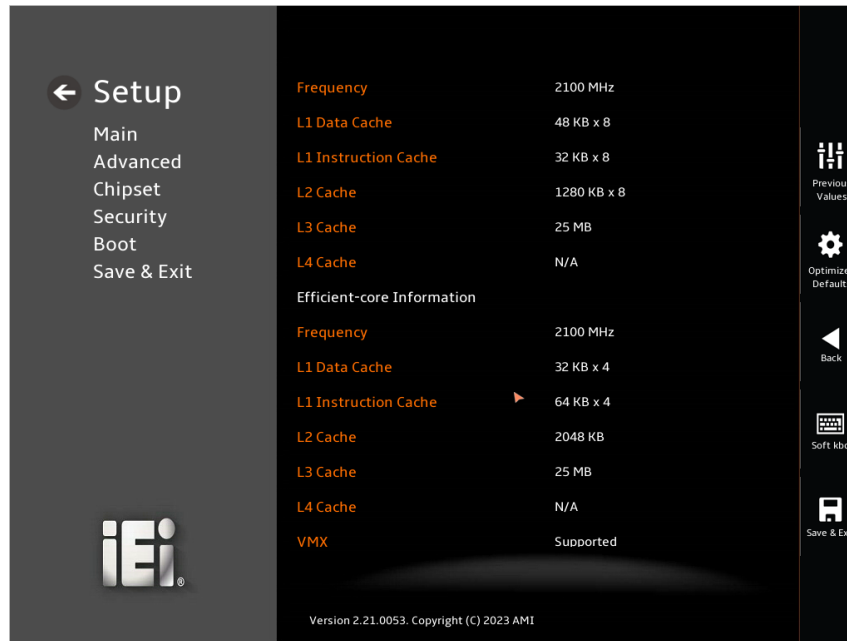 Setup
Main
Advanced
Chipset
Security
Boot
Save & Exit
Frequency 2100 MHz
L1 Data Cache 48 KB x 8
L1 Instruction Cache 32 KB x 8
L2 Cache 1280 KB x 8
L3 Cache 25 MB
L4 Cache N/A
Efficient-core Information
Frequency 2100 MHz
L1 Data Cache 32 KB x 4
L1 Instruction Cache 64 KB x 4
L2 Cache 2048 KB
L3 Cache 25 MB
L4 Cache N/A
VMX Supported
Previou
Values
Optimize
Default
Back
Soft kbd
Save & Ex
iEi®
Version 2.21.0053. Copyright (C) 2023 AMI